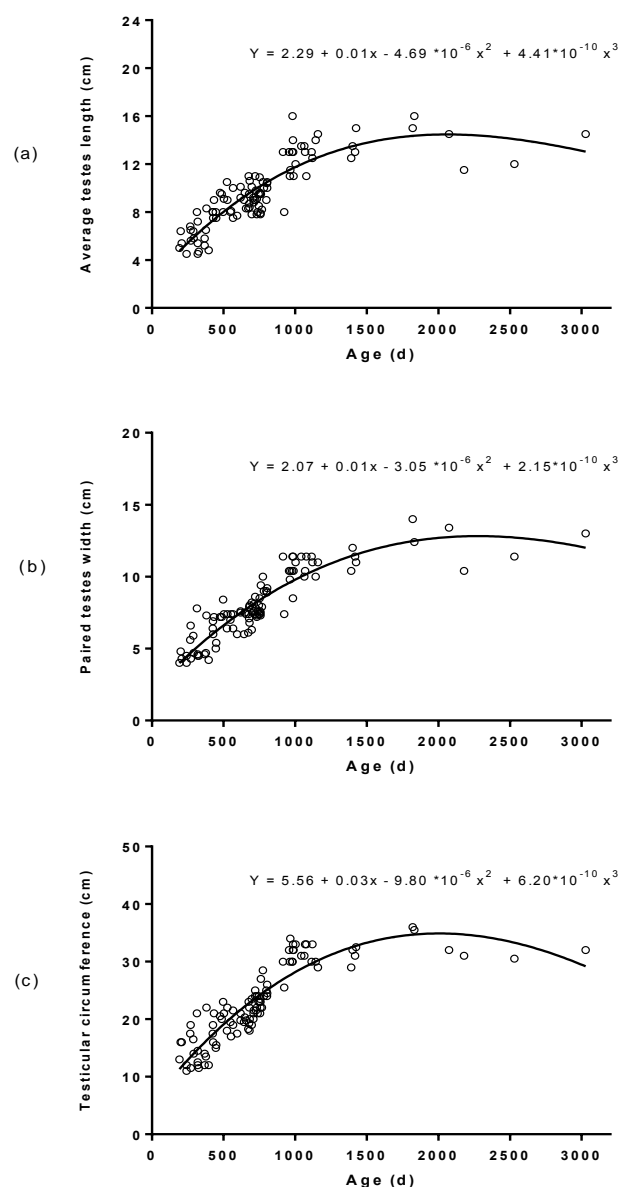 Y = 2.29 + 0.01x - 4.69 *10⁻⁶ x² + 4.41*10⁻¹⁰ x³
(a)
Average testes length (cm)
24
20
16
12
8
4
0
0 500 1000 1500 2000 2500 3000
Age (d)
Y = 2.07 + 0.01x - 3.05 *10⁻⁶ x² + 2.15*10⁻¹⁰ x³
(b)
Paired testes width (cm)
20
15
10
5
0
0 500 1000 1500 2000 2500 3000
Age (d)
Y = 5.56 + 0.03x - 9.80 *10⁻⁶ x² + 6.20*10⁻¹⁰ x³
(c)
Testicular circumference (cm)
50
40
30
20
10
0
0 500 1000 1500 2000 2500 3000
Age (d)